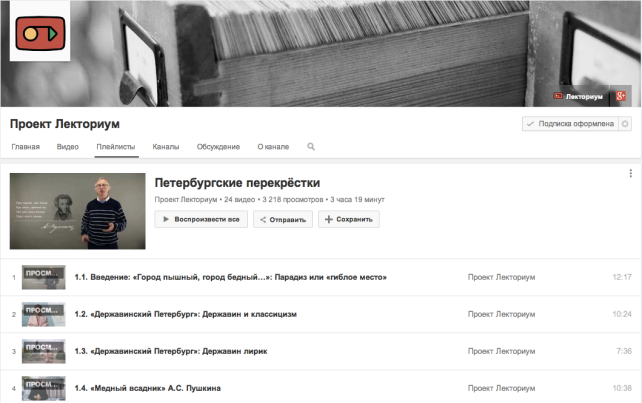 Лекториум
Проект Лекториум
Подписка оформлена
Главная Видео Плейлисты Каналы Обсуждение О канале
Петербургские перекрёстки
Проект Лекториум • 24 видео • 3 218 просмотров • 3 часа 19 минут
Воспроизвести все Отправить Сохранить
1 ПРОСМ... 1.1. Введение: «Город пышный, город бедный…»: Парадиз или «гиблое место» Проект Лекториум 12:17
2 ПРОСМ... 1.2. «Державинский Петербург»: Державин и классицизм Проект Лекториум 10:24
3 ПРОСМ... 1.3. «Державинский Петербург»: Державин лирик Проект Лекториум 7:36
4 ПРОСМ... 1.4. «Медный всадник» А.С. Пушкина Проект Лекториум 10:38